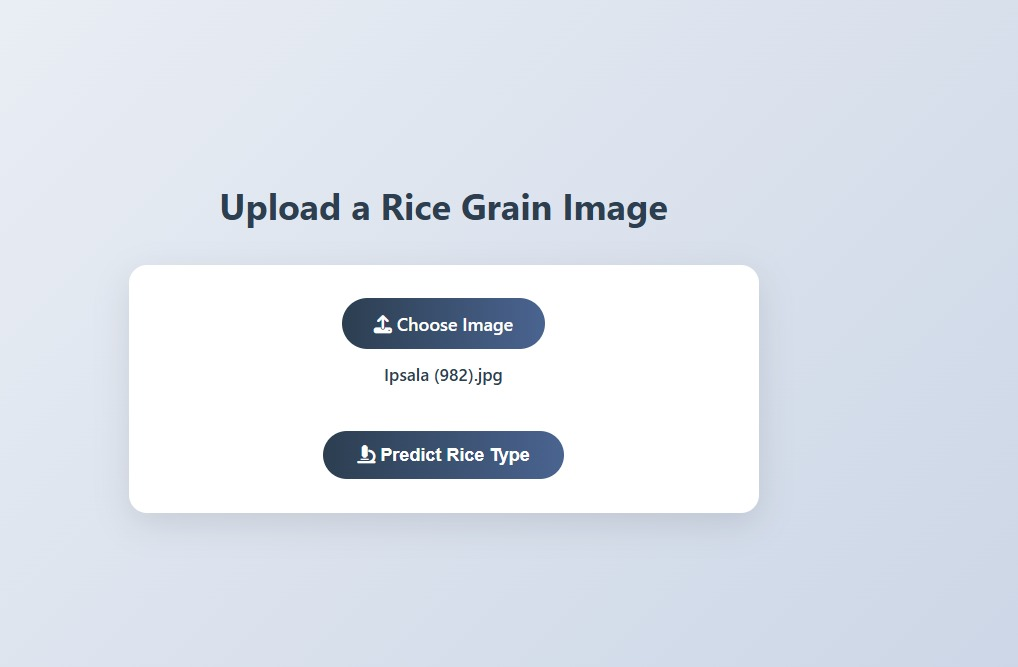 Upload a Rice Grain Image
Choose Image
Ipsala (982).jpg
Predict Rice Type